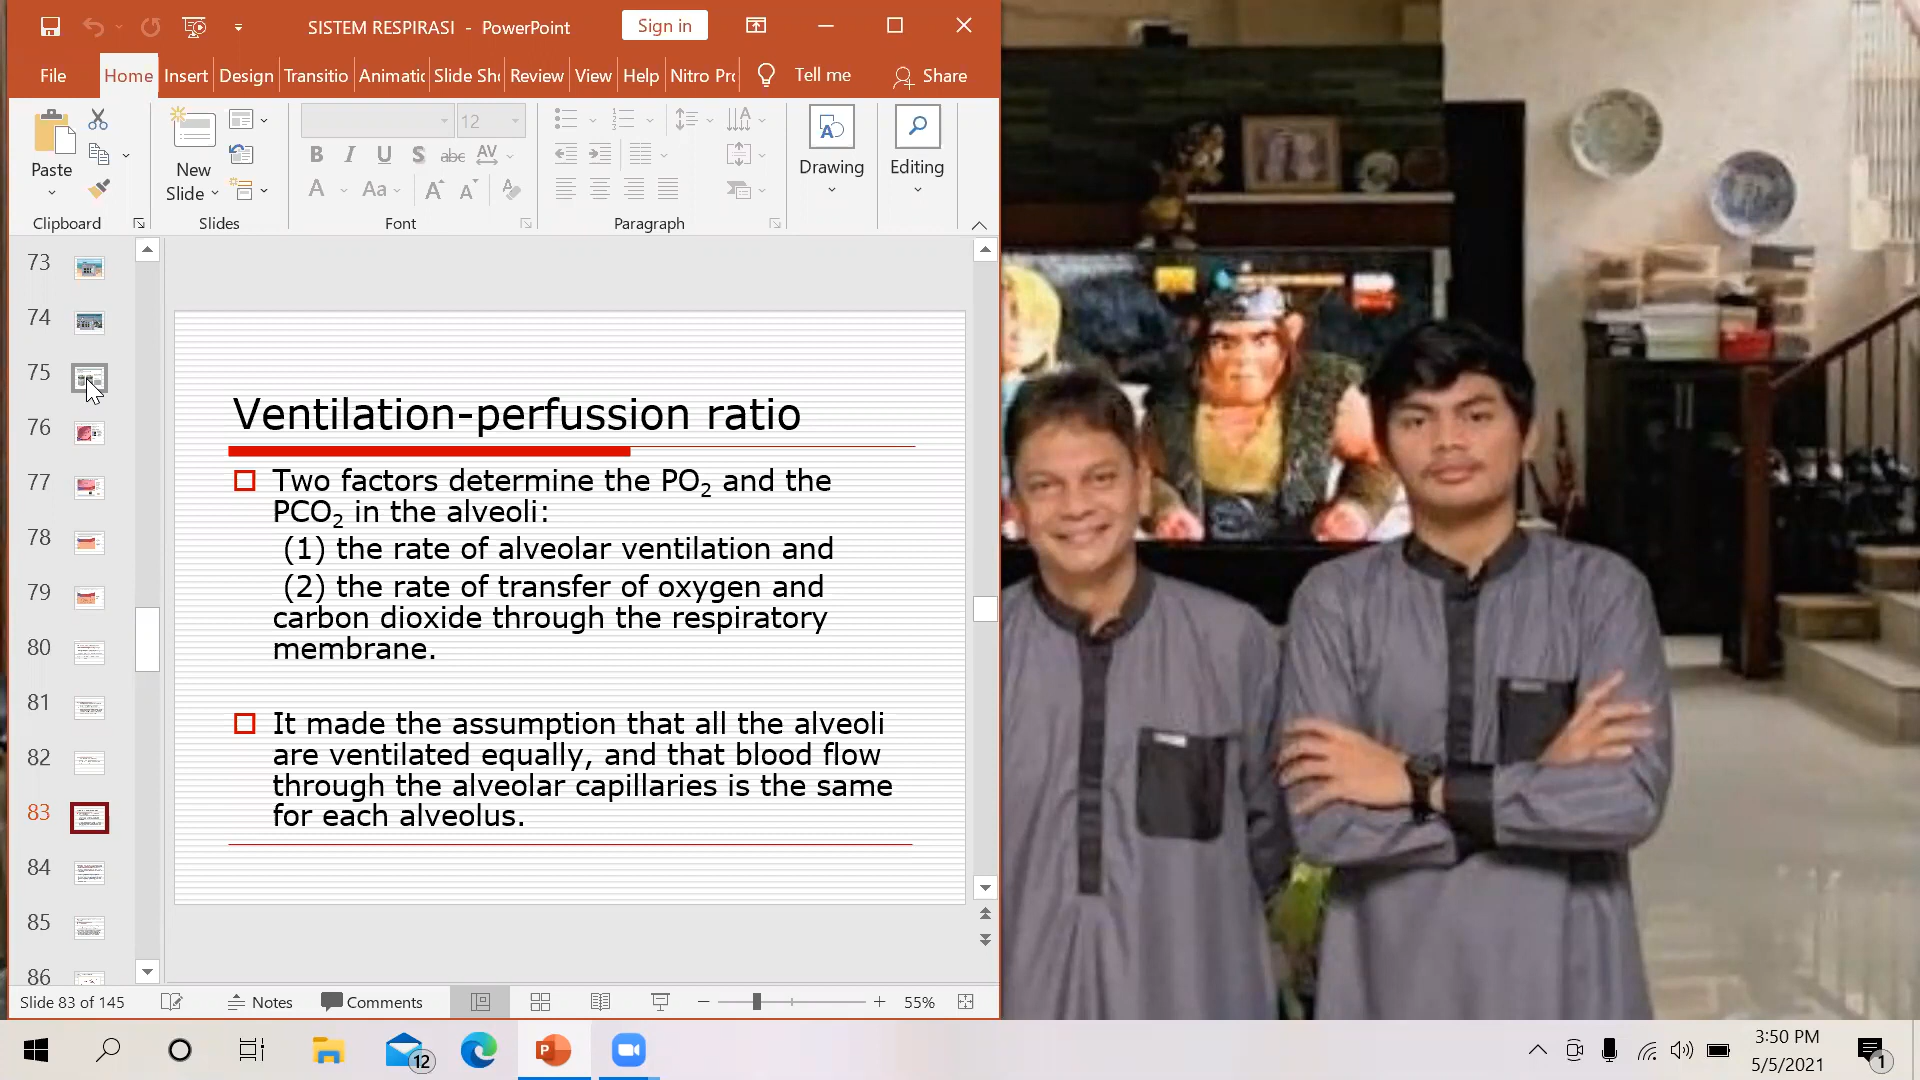 SISTEM RESPIRASI - PowerPoint
Sign in
File
Home
Insert
Design
Transitio
Animatic
Slide Sh
Review
View
Help
Nitro Pr
Tell me
Share
Paste
New
Slide
12
B I U S abc AV
A Aa A A
Drawing
Editing
Clipboard
Slides
Font
Paragraph
73
74
75
76
77
78
79
80
81
82
83
84
85
86
Ventilation-perfussion ratio
Two factors determine the PO₂ and the
PCO₂ in the alveoli:
(1) the rate of alveolar ventilation and
(2) the rate of transfer of oxygen and
carbon dioxide through the respiratory
membrane.
It made the assumption that all the alveoli
are ventilated equally, and that blood flow
through the alveolar capillaries is the same
for each alveolus.
Slide 83 of 145
Notes
Comments
55%
12
3:50 PM
5/5/2021
1